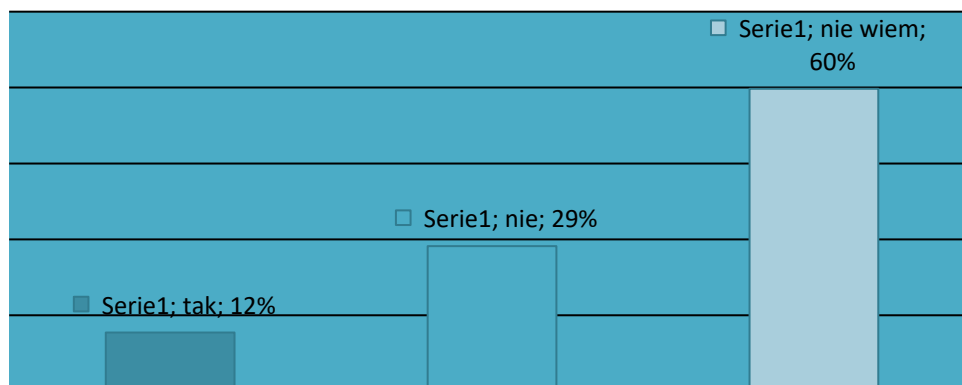 Serie1; nie wiem;
60%
Serie1; nie; 29%
Serie1; tak; 12%